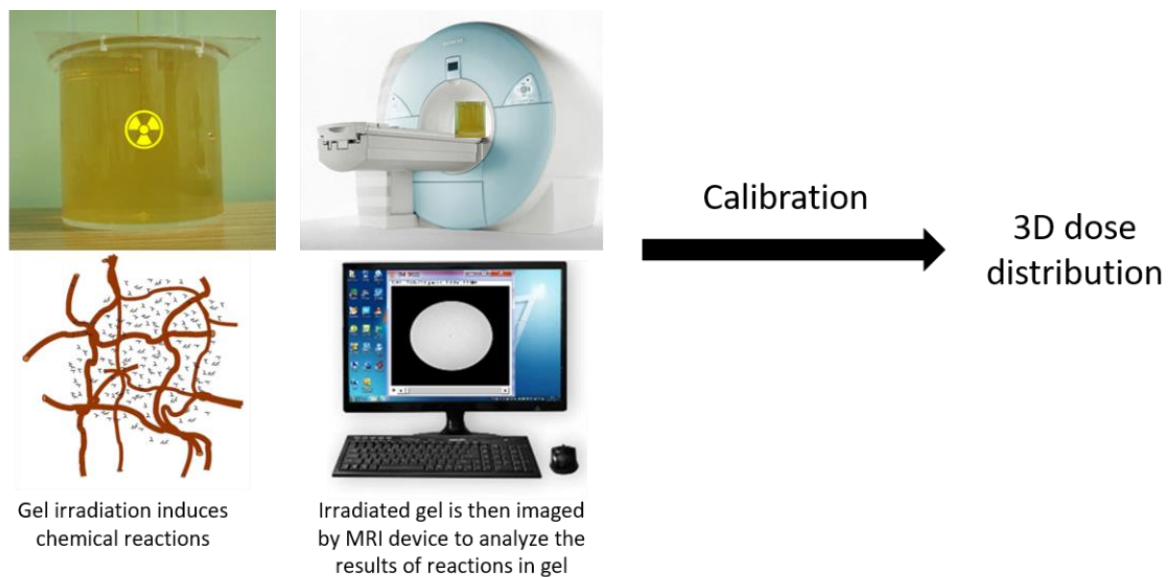 Calibration
3D dose
distribution
Gel irradiation induces
chemical reactions
Irradiated gel is then imaged
by MRI device to analyze the
results of reactions in gel